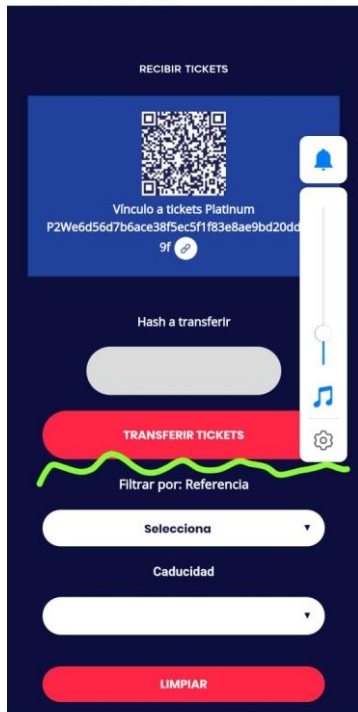 RECIBIR TICKETS
Vínculo a tickets Platinum
P2We6d56d7b6ace38f5ec5f1f83e8ae9bd20dd
9f
Hash a transferir
TRANSFERIR TICKETS
Filtrar por: Referencia
Selecciona
Caducidad
LIMPIAR